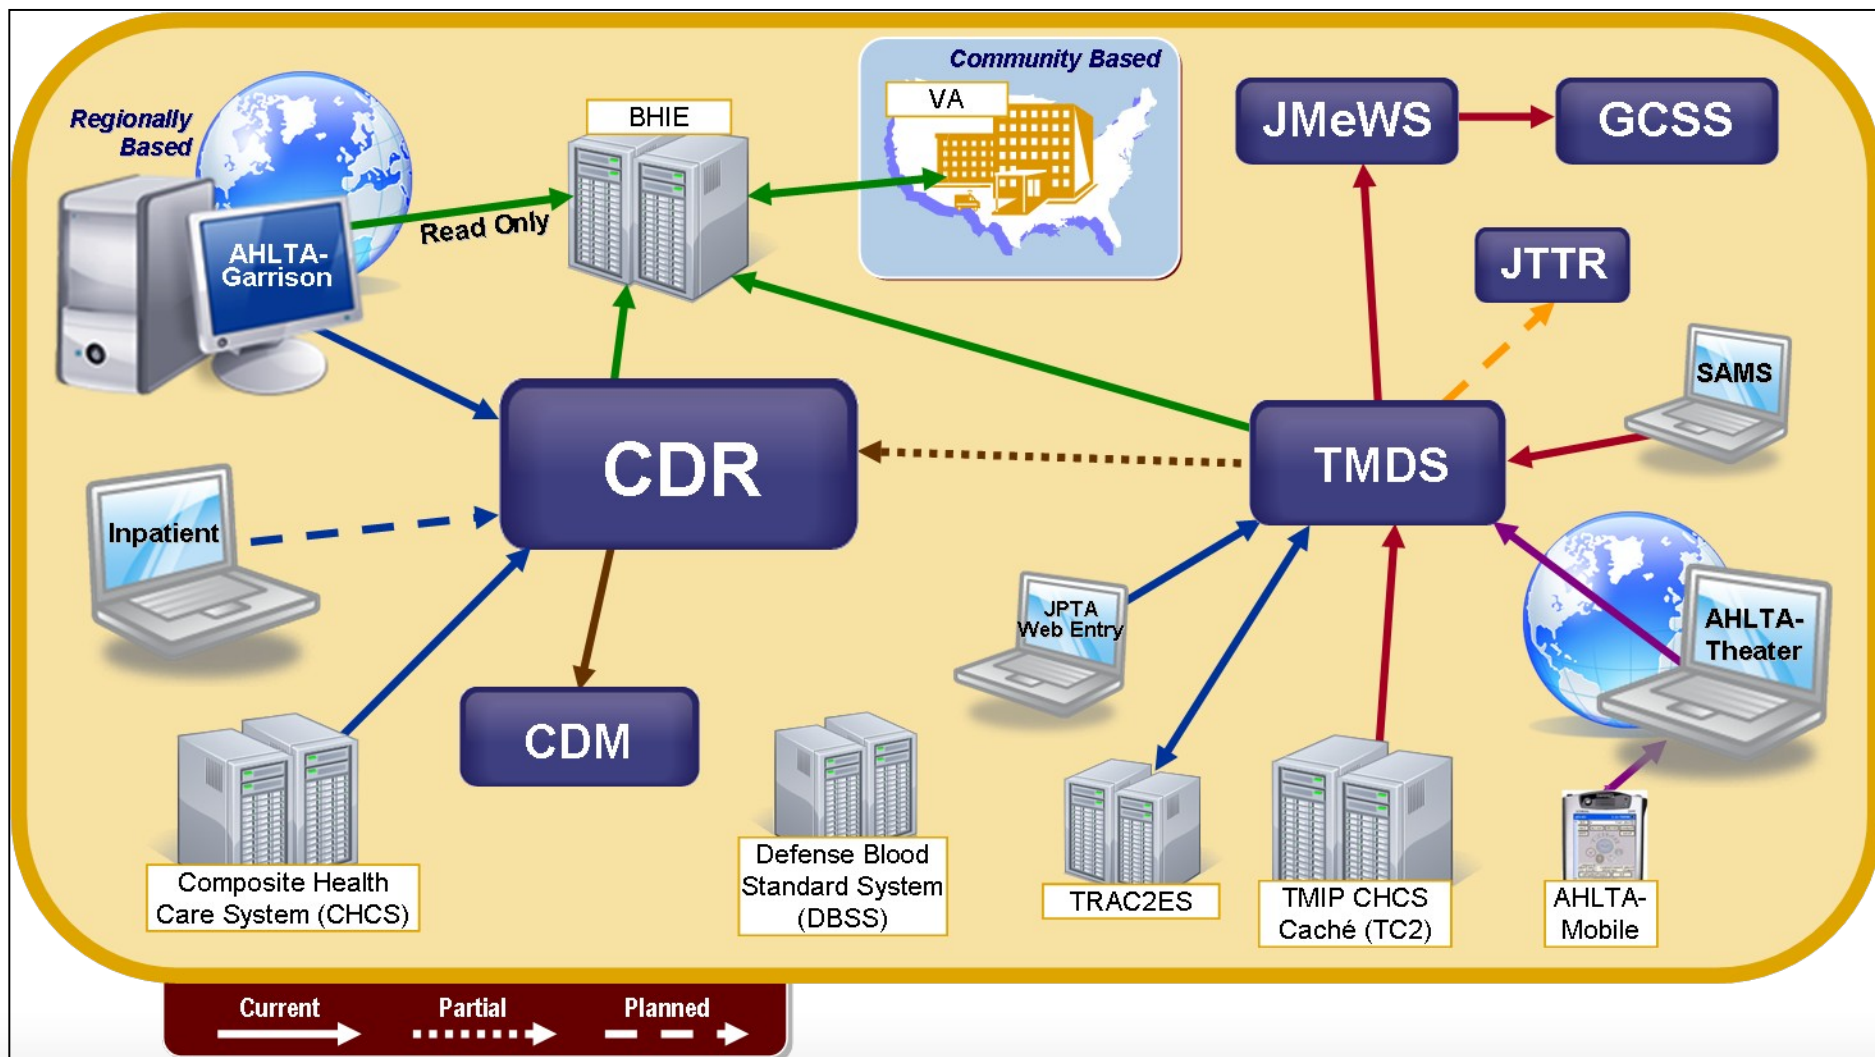 Community Based
VA
JMeWS
GCSS
BHIE
Regionally
Based
Read Only
AHLTA-
Garrison
JTTR
SAMS
CDR
TMDS
Inpatient
JPTA
Web Entry
AHLTA-
Theater
CDM
Composite Health
Care System (CHCS)
Defense Blood
Standard System
(DBSS)
TRAC2ES
TMIP CHCS
Caché (TC2)
AHLTA-
Mobile
Current
Partial
Planned